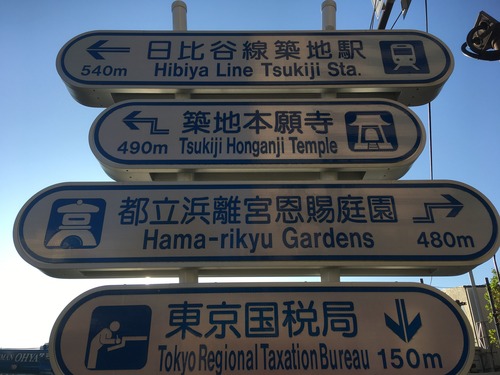 日比谷線築地駅
540m Hibiya Line Tsukiji Sta.
築地本願寺
490m Tsukiji Honganji Temple
都立浜離宮恩賜庭園
Hama-rikyu Gardens 480m
東京国税局
Tokyo Regional Taxation Bureau 150m